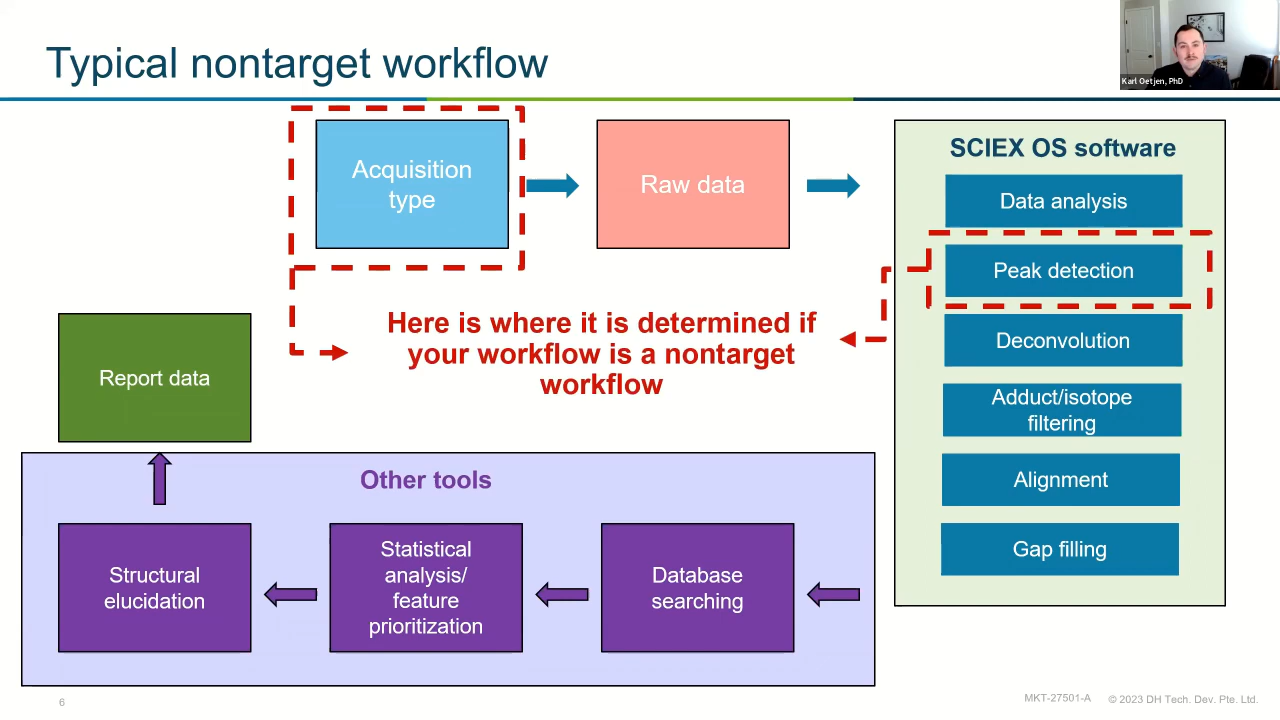 Typical nontarget workflow
Karl Oetjen, PhD
Acquisition
type
Raw data
SCIEX OS software
Data analysis
Peak detection
Deconvolution
Adduct/isotope
filtering
Alignment
Gap filling
Here is where it is determined if
your workflow is a nontarget
workflow
Report data
Other tools
Structural
elucidation
Statistical
analysis/
feature
prioritization
Database
searching
6
MKT-27501-A
© 2023 DH Tech. Dev. Pte. Ltd.